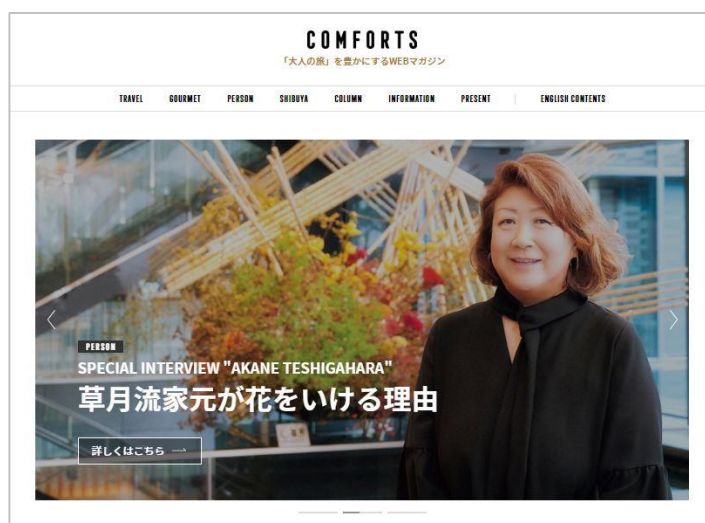 COMFORTS
「大人の旅」を豊かにするWEBマガジン
TRAVEL GOURMET PERSON SHIBUYA COLUMN INFORMATION PRESENT ENGLISH CONTENTS
PERSON
SPECIAL INTERVIEW "AKANE TESHIGAHARA"
草月流家元が花をいける理由
詳しくはこちら